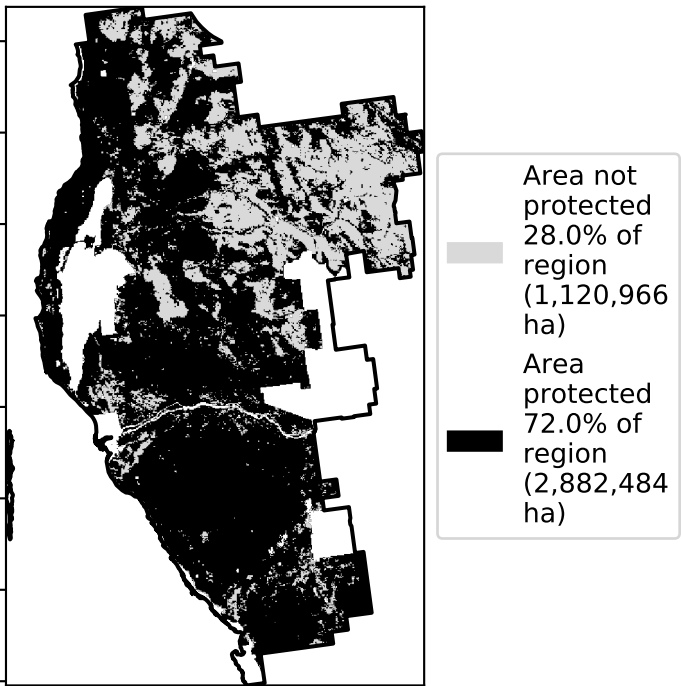 Area not
protected
28.0% of
region
(1,120,966
ha)
Area
protected
72.0% of
region
(2,882,484
ha)